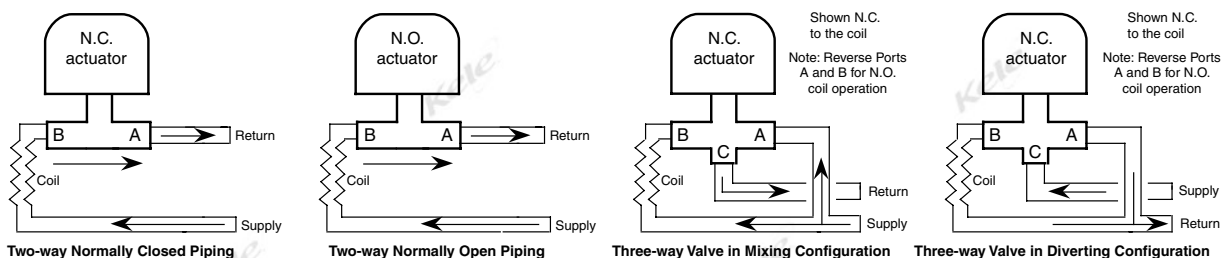 N.C.
actuator
B
A
Return
Coil
Supply
Two-way Normally Closed Piping
N.O.
actuator
B
A
Return
Coil
Supply
Two-way Normally Open Piping
N.C.
actuator
Shown N.C.
to the coil
Note: Reverse Ports
A and B for N.O.
coil operation
B
A
C
Coil
Return
Supply
Three-way Valve in Mixing Configuration
N.C.
actuator
Shown N.C.
to the coil
Note: Reverse Ports
A and B for N.O.
coil operation
B
A
C
Coil
Supply
Return
Three-way Valve in Diverting Configuration
Kele
Kele